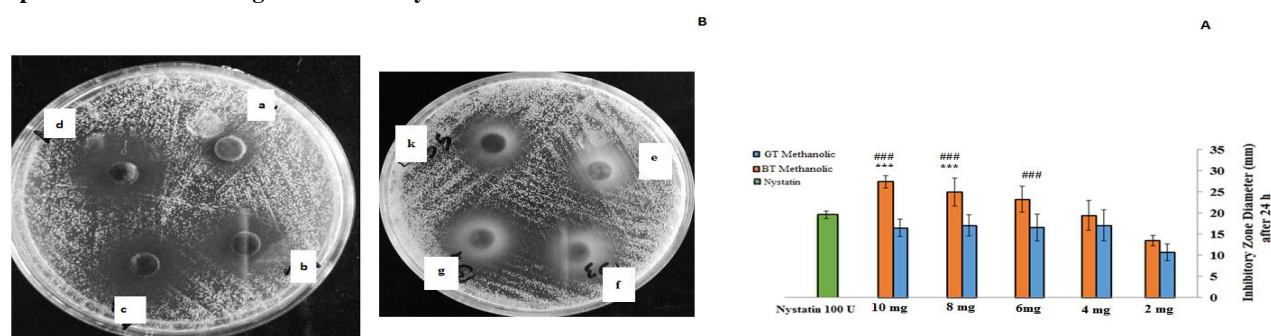 B
A
a
d
b
c
k
e
g
f
GT Methanolic
BT Methanolic
Nystatin
###
***
###
***
###
35
30
25
20
15
10
5
0
Inhibitory Zone Diameter (mm)
after 24 h
Nystatin 100 U
10 mg
8 mg
6mg
4 mg
2 mg